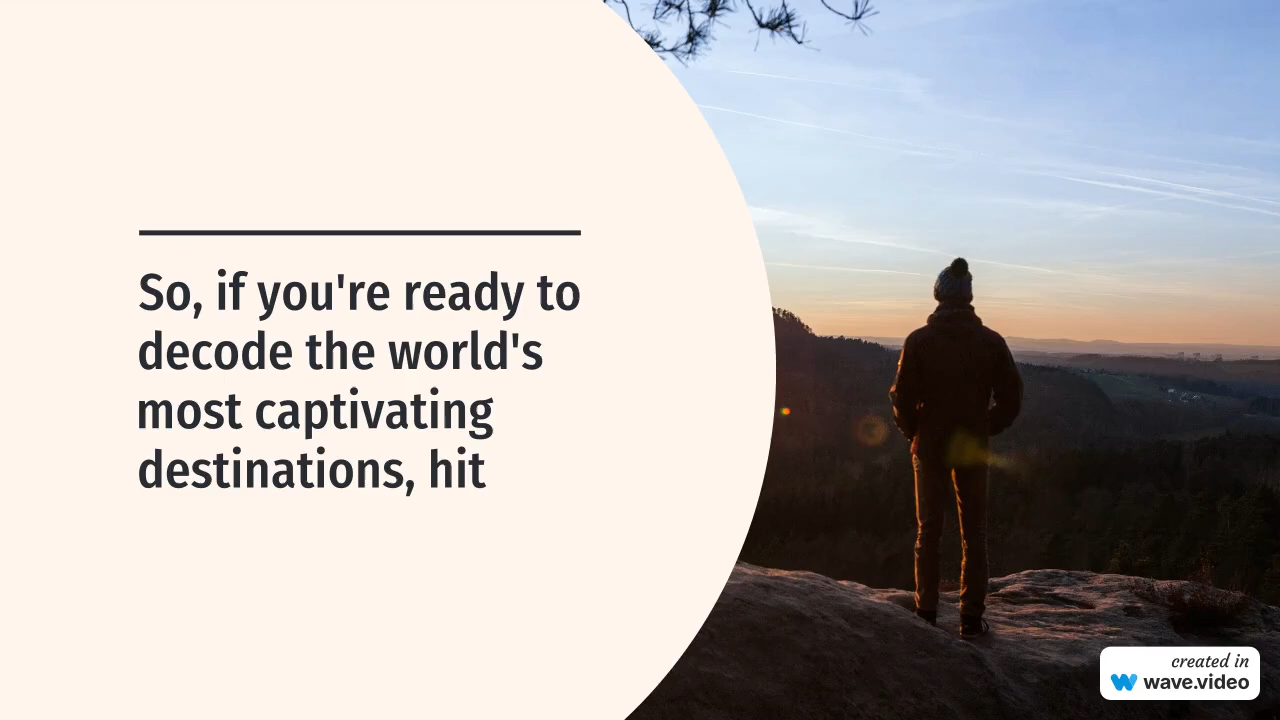 So, if you're ready to
decode the world's
most captivating
destinations, hit
created in
wave.video